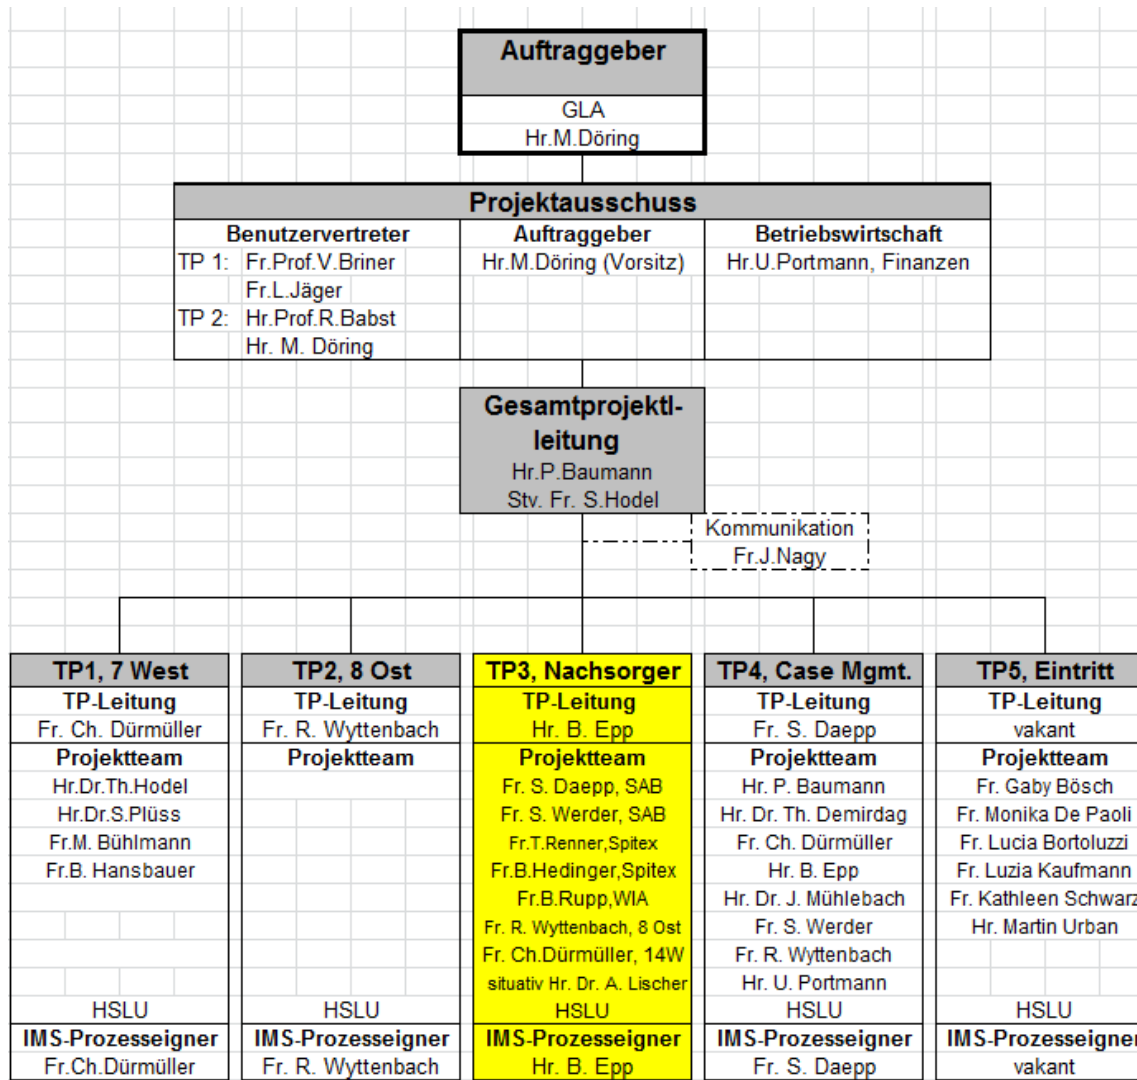 Auftraggeber
GLA
Hr.M.Döring
Projektausschuss
Benutzervertreter
Auftraggeber
Betriebswirtschaft
TP 1: Fr.Prof.V.Briner
Hr.M.Döring (Vorsitz)
Hr.U.Portmann, Finanzen
Fr.L.Jäger
TP 2: Hr.Prof.R.Babst
Hr. M. Döring
Gesamtprojektl-
leitung
Hr.P.Baumann
Stv. Fr. S.Hodel
Kommunikation
Fr.J.Nagy
TP1, 7 West
TP-Leitung
Fr. Ch. Dürmüller
Projektteam
Hr.Dr.Th.Hodel
Hr.Dr.S.Plüss
Fr.M. Bühlmann
Fr.B. Hansbauer
HSLU
IMS-Prozesseigner
Fr.Ch.Dürmüller
TP2, 8 Ost
TP-Leitung
Fr. R. Wyttenbach
Projektteam
HSLU
IMS-Prozesseigner
Fr. R. Wyttenbach
TP3, Nachsorger
TP-Leitung
Hr. B. Epp
Projektteam
Fr. S. Daepp, SAB
Fr. S. Werder, SAB
Fr.T.Renner,Spitex
Fr.B.Hedinger,Spitex
Fr.B.Rupp,WIA
Fr. R. Wyttenbach, 8 Ost
Fr. Ch.Dürmüller, 14W
situativ Hr. Dr. A. Lischer
HSLU
IMS-Prozesseigner
Hr. B. Epp
TP4, Case Mgmt.
TP-Leitung
Fr. S. Daepp
Projektteam
Hr. P. Baumann
Hr. Dr. Th. Demirdag
Fr. Ch. Dürmüller
Hr. B. Epp
Hr. Dr. J. Mühlebach
Fr. S. Werder
Fr. R. Wyttenbach
Hr. U. Portmann
HSLU
IMS-Prozesseigner
Fr. S. Daepp
TP5, Eintritt
TP-Leitung
vakant
Projektteam
Fr. Gaby Bösch
Fr. Monika De Paoli
Fr. Lucia Bortoluzzi
Fr. Luzia Kaufmann
Fr. Kathleen Schwarz
Hr. Martin Urban
HSLU
IMS-Prozesseigner
vakant